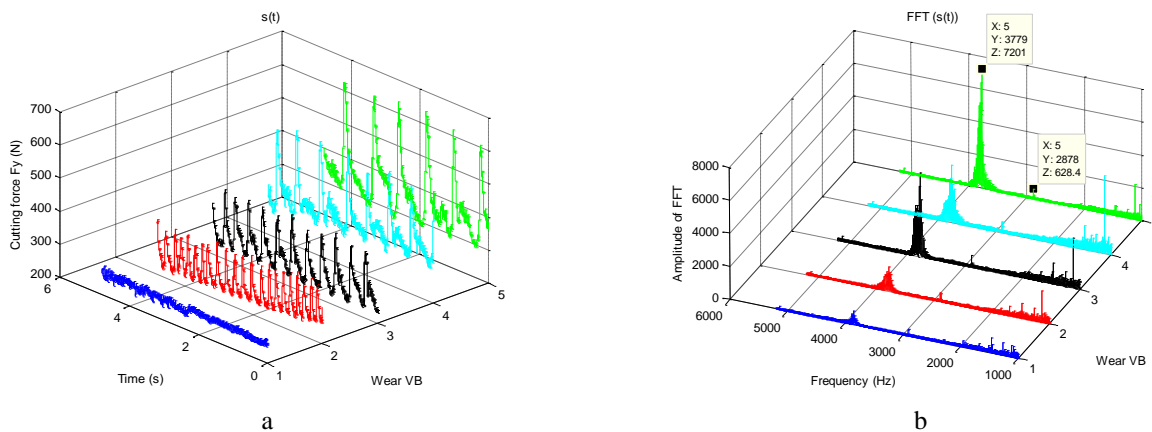 s(t)
Cutting force Fy (N)
700
600
500
400
300
200
6
4
2
0
Time (s)
1
2
3
4
5
Wear VB
a
FFT (s(t))
X: 5
Y: 3779
Z: 7201
X: 5
Y: 2878
Z: 628.4
Amplitude of FFT
8000
6000
4000
2000
0
6000
5000
4000
3000
2000
1000
Frequency (Hz)
1
2
3
4
Wear VB
b